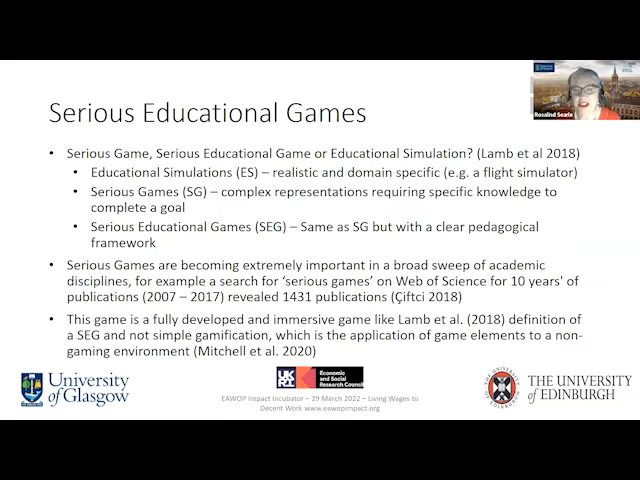 Rosalind Searle
Serious Educational Games
• Serious Game, Serious Educational Game or Educational Simulation? (Lamb et al 2018)
• Educational Simulations (ES) – realistic and domain specific (e.g. a flight simulator)
• Serious Games (SG) – complex representations requiring specific knowledge to
complete a goal
• Serious Educational Games (SEG) – Same as SG but with a clear pedagogical
framework
• Serious Games are becoming extremely important in a broad sweep of academic
disciplines, for example a search for ‘serious games’ on Web of Science for 10 years'of
publications (2007 – 2017) revealed 1431 publications (Çiftci 2018)
• This game is a fully developed and immersive game like Lamb et al. (2018) definition of
a SEG and not simple gamification, which is the application of game elements to a non-
gaming environment (Mitchell et al. 2020)
University
of Glasgow
UK
RI
Economic
and Social
Research Council
EAWOP Impact Incubator – 29 March 2022 – Living Wages to
Decent Work www.eawopimpact.org
THE UNIVERSITY
of EDINBURGH